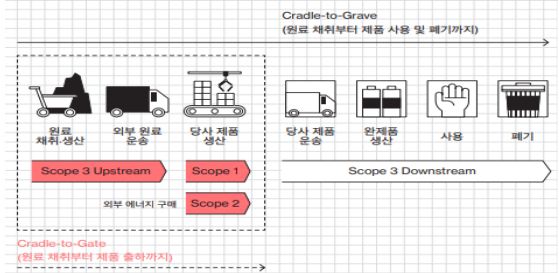 Cradle-to-Grave
(원료 채취부터 제품 사용 및 폐기까지)
원료
채취·생산
외부 원료
운송
당사 제품
생산
당사 제품
운송
완제품
생산
사용
폐기
Scope 3 Upstream
Scope 1
Scope 3 Downstream
외부 에너지 구매
Scope 2
Cradle-to-Gate
(원료 채취부터 제품 출하까지)